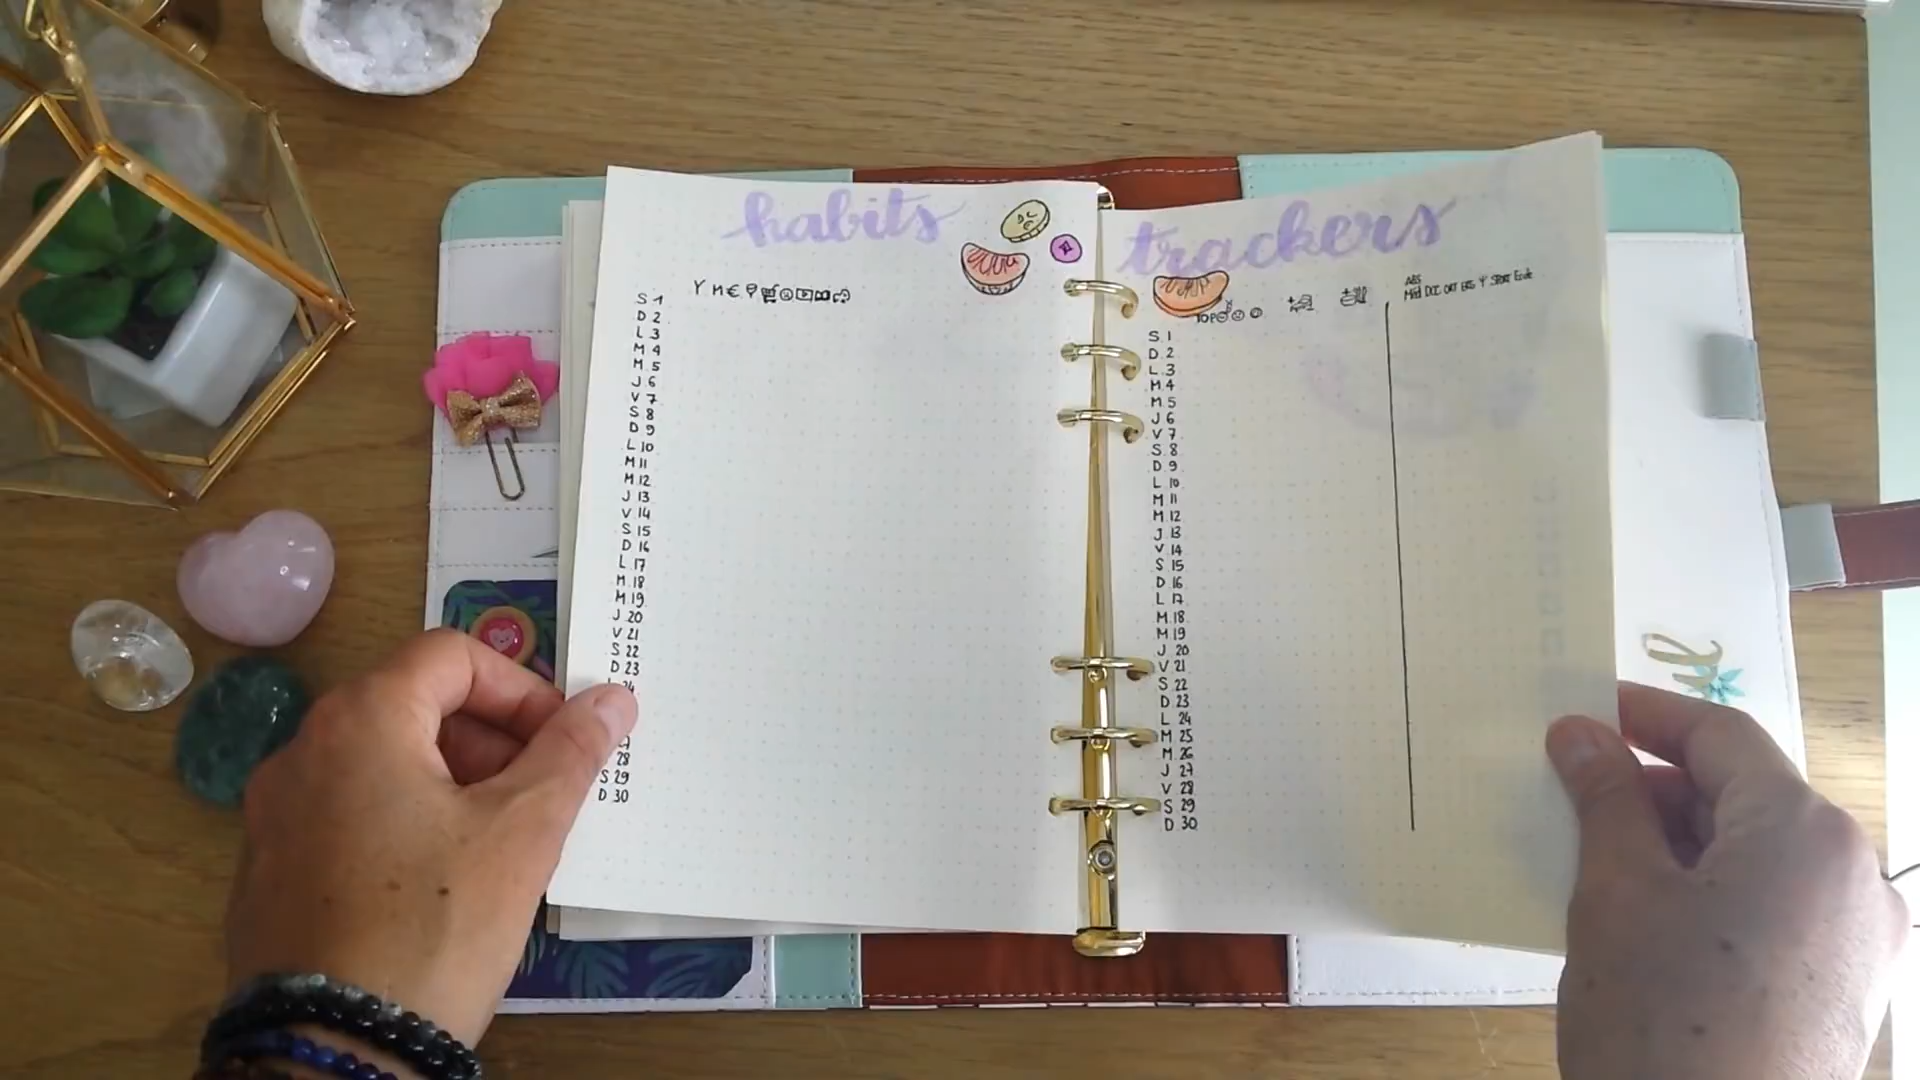 habits
Y M €
S 1
D 2
L 3
M 4
M 5
J 6
V 7
S 8
D 9
L 10
M 11
M 12
J 13
V 14
S 15
D 16
L 17
M 18
M 19
J 20
V 21
S 22
D 23
24
28
S 29
D 30
trackers
TOP
S 1
D 2
L 3
M 4
M 5
J 6
V 7
S 8
D 9
L 10
M 11
M 12
J 13
V 14
S 15
D 16
L 17
M 18
M 19
J 20
V 21
S 22
D 23
L 24
M 25
M 26
J 27
V 28
S 29
D 30